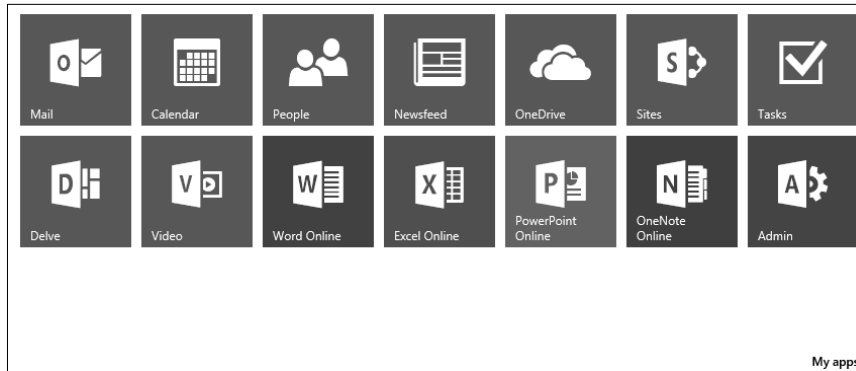 Mail Calendar People Newsfeed OneDrive Sites Tasks
Delve Video Word Online Excel Online PowerPoint Online OneNote Online Admin
My apps